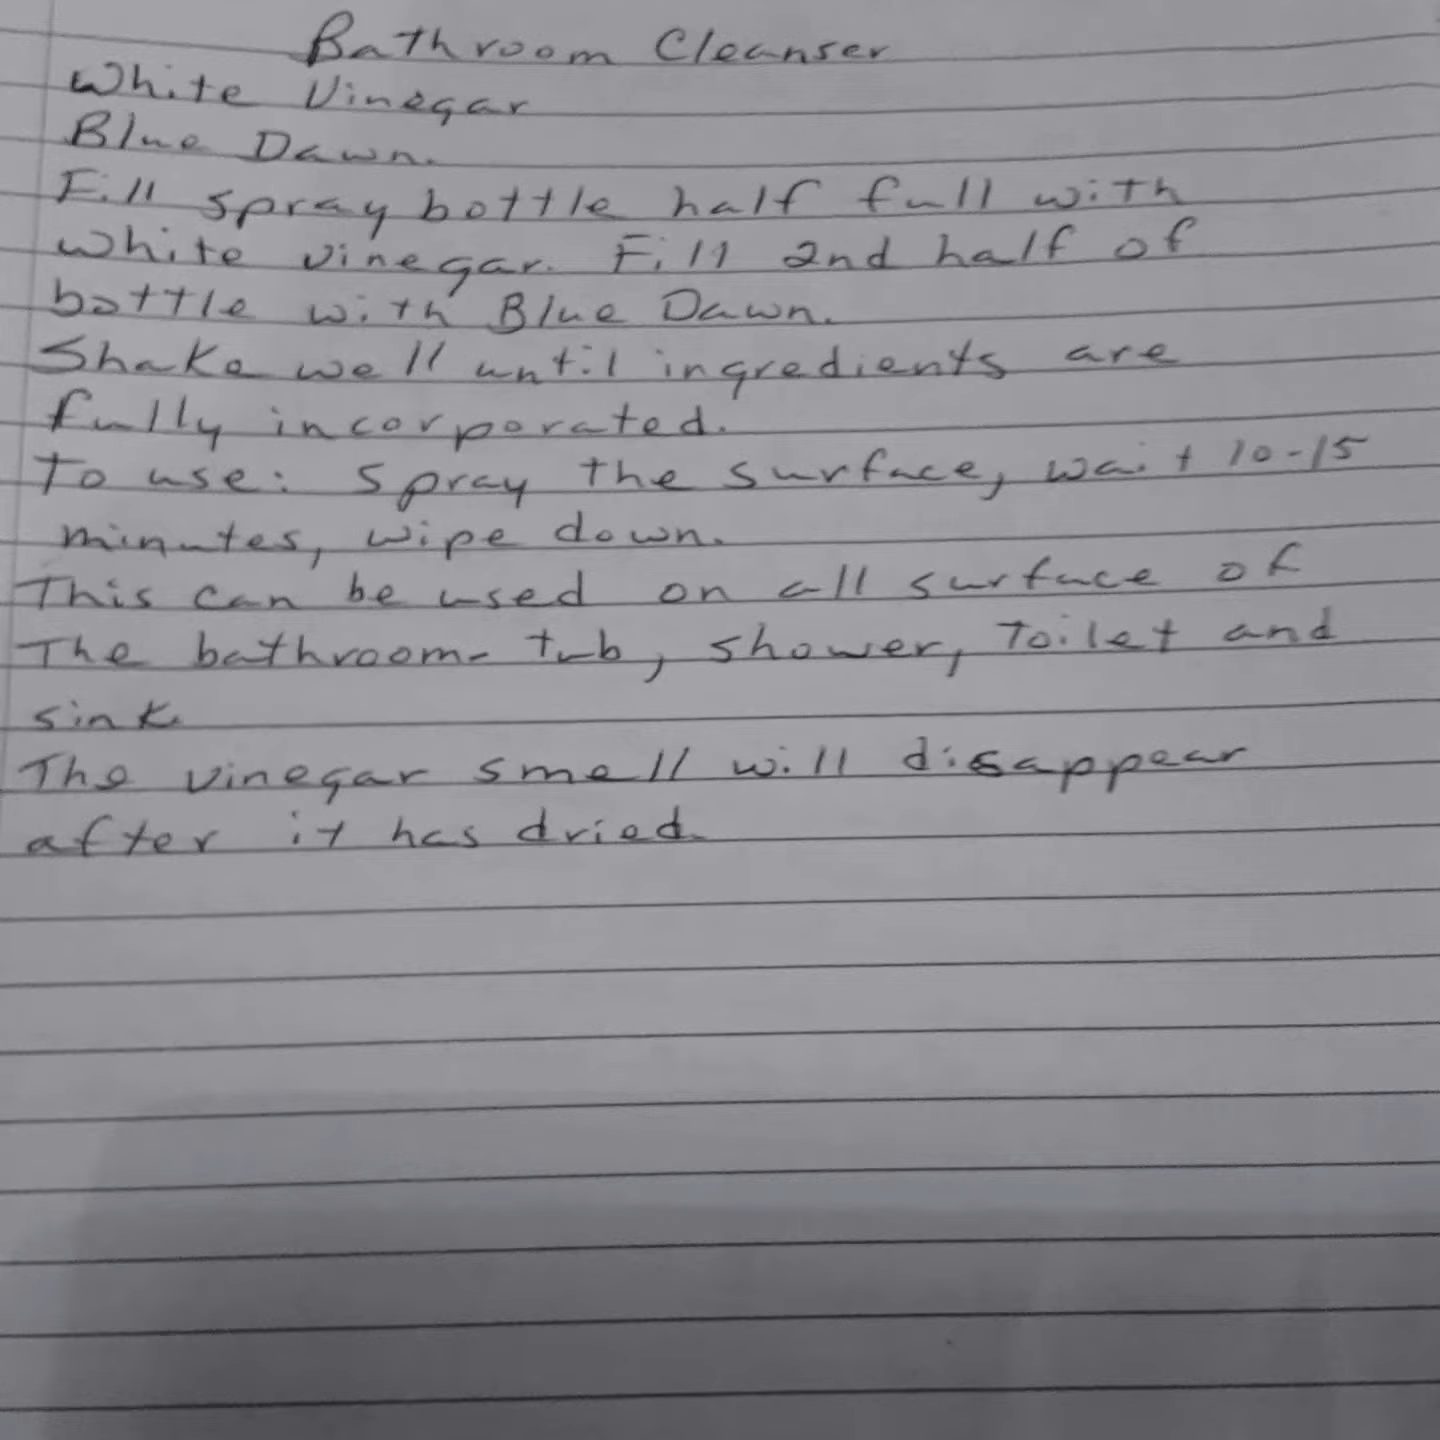 Bathroom Cleanser
White Vinegar
Blue Dawn.
Fill spray bottle half full with
white vinegar. Fill 2nd half of
bottle with Blue Dawn.
Shake well until ingredients are
fully incorporated.
To use: Spray the surface, wait 10-15
minutes, wipe down.
This can be used on all surface of
The bathroom- tub, shower, Toilet and
sink.
The vinegar smell will disappear
after it has dried.